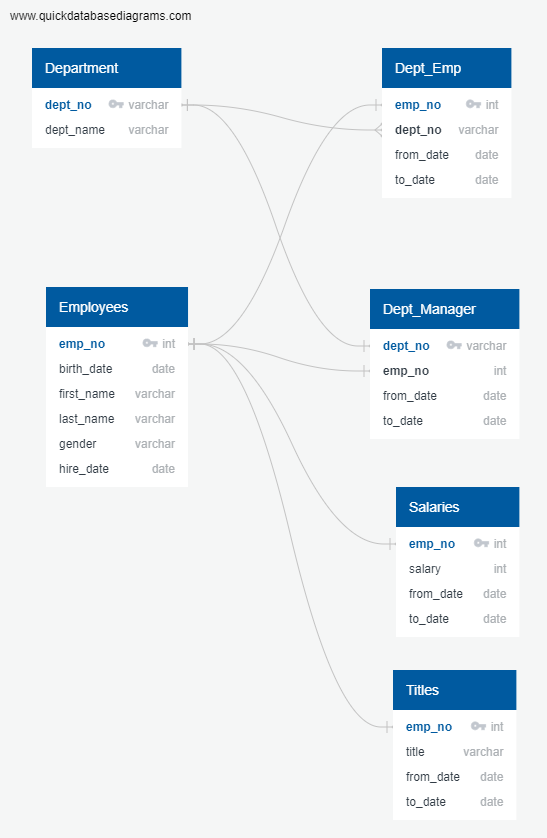 www.quickdatabasediagrams.com
Department
dept_no varchar
dept_name varchar
Dept_Emp
emp_no int
dept_no varchar
from_date date
to_date date
Employees
emp_no int
birth_date date
first_name varchar
last_name varchar
gender varchar
hire_date date
Dept_Manager
dept_no varchar
emp_no int
from_date date
to_date date
Salaries
emp_no int
salary int
from_date date
to_date date
Titles
emp_no int
title varchar
from_date date
to_date date